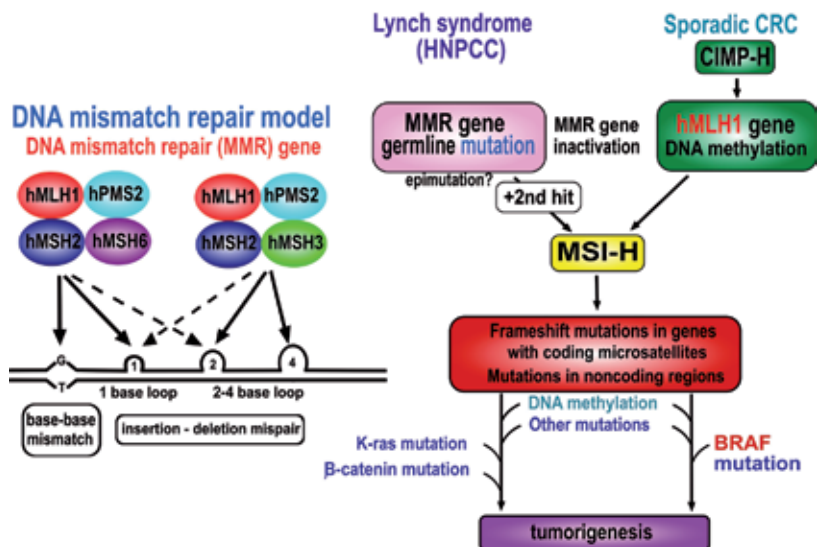 DNA mismatch repair model
DNA mismatch repair (MMR) gene
hMLH1
hPMS2
hMSH2
hMSH6
hMLH1
hPMS2
hMSH2
hMSH3
G
T
1
2
4
1 base loop
2-4 base loop
base-base
mismatch
insertion - deletion mispair
Lynch syndrome
(HNPCC)
Sporadic CRC
CIMP-H
MMR gene
germline mutation
MMR gene
inactivation
hMLH1 gene
DNA methylation
epimutation?
+2nd hit
MSI-H
Frameshift mutations in genes
with coding microsatellites
Mutations in noncoding regions
DNA methylation
Other mutations
K-ras mutation
β-catenin mutation
BRAF
mutation
tumorigenesis